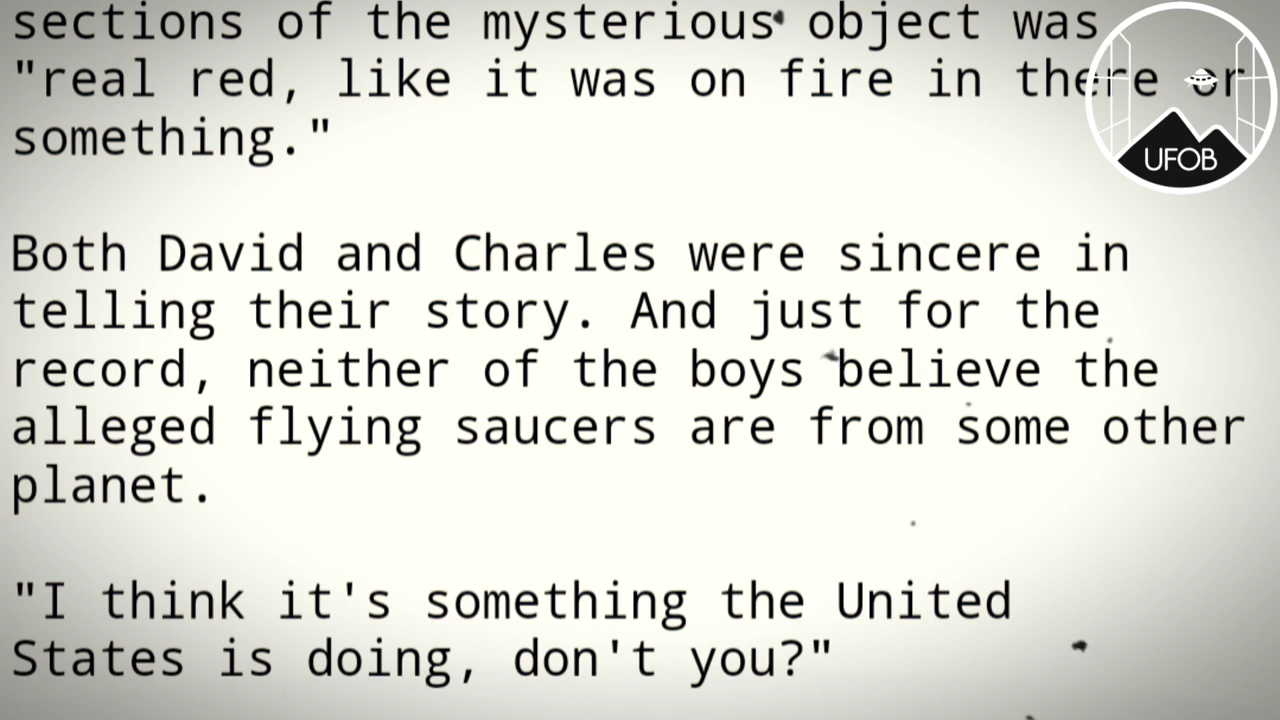 sections of the mysterious object was
"real red, like it was on fire in there or
something."
UFOB
Both David and Charles were sincere in
telling their story. And just for the
record, neither of the boys believe the
alleged flying saucers are from some other
planet.
"I think it's something the United
States is doing, don't you?"